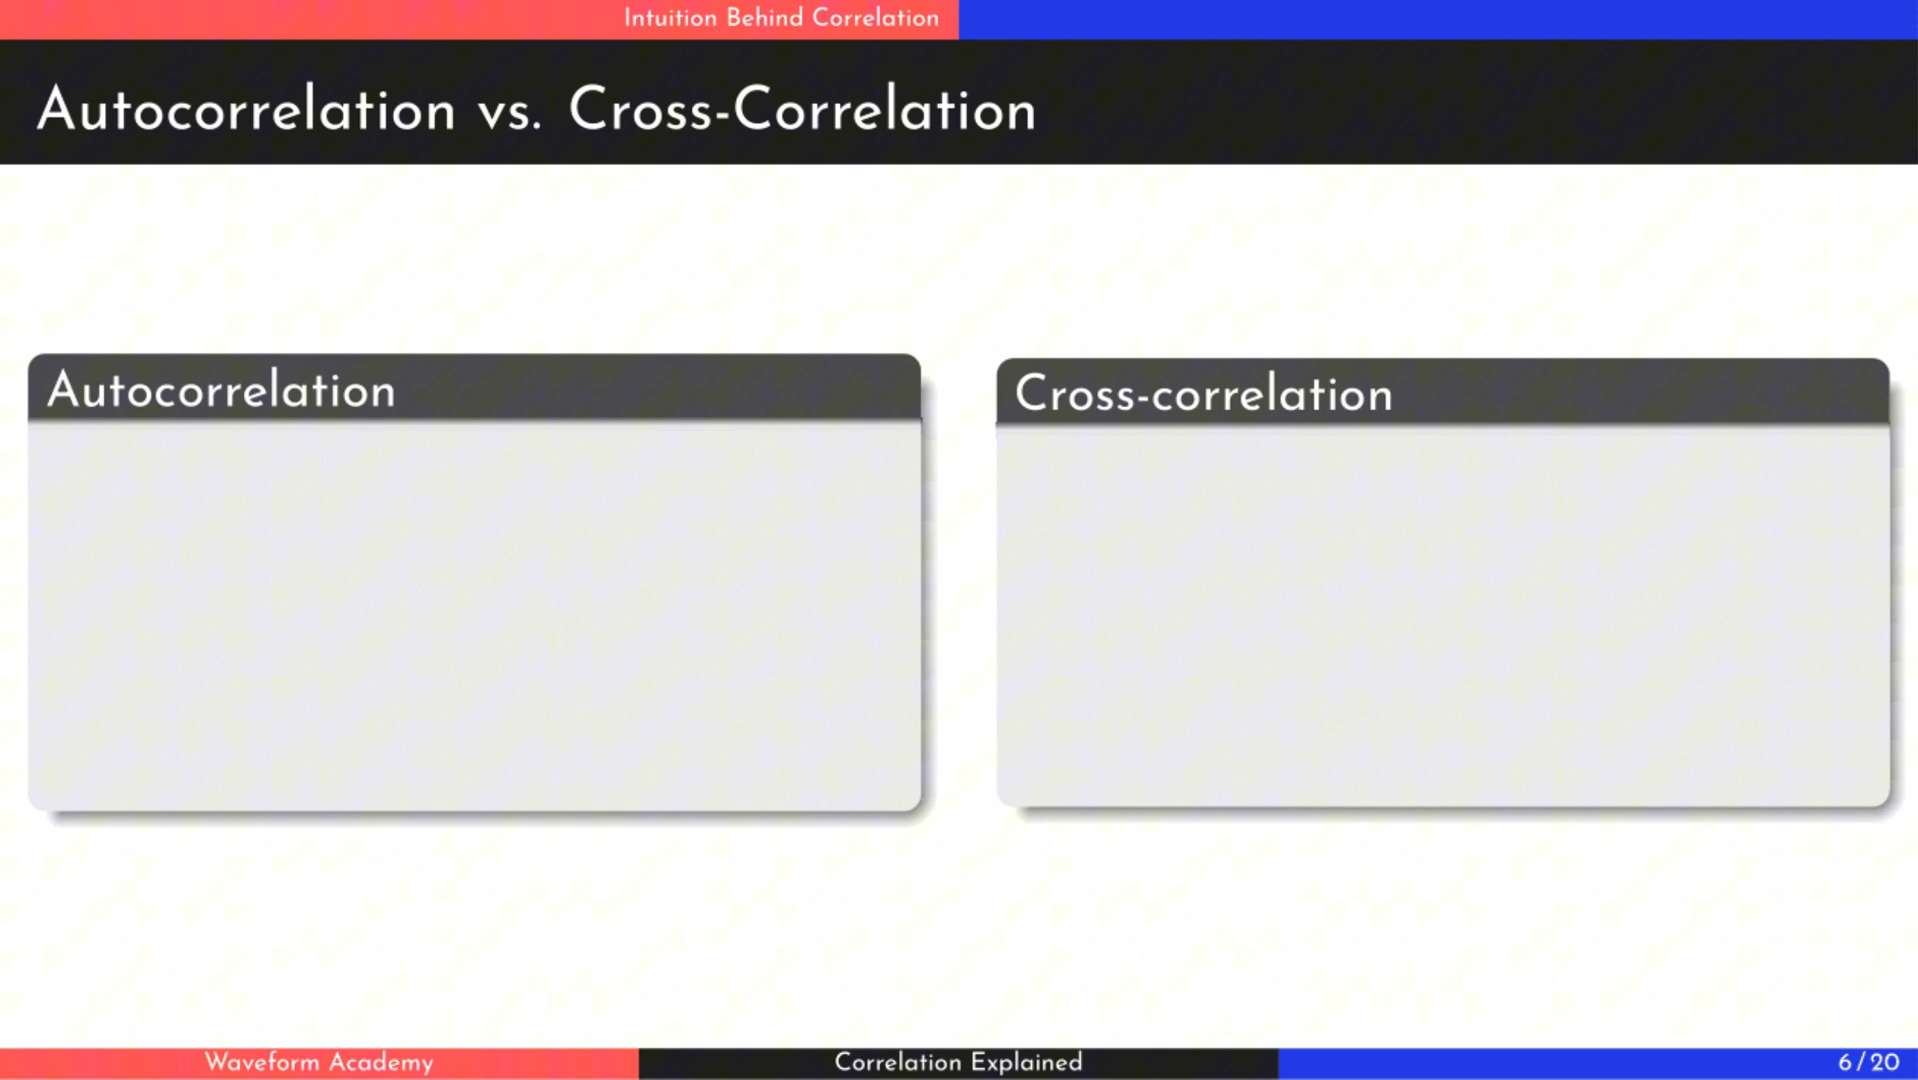 Intuition Behind Correlation
Autocorrelation vs. Cross-Correlation
Autocorrelation
Cross-correlation
Waveform Academy
Correlation Explained
6 / 20